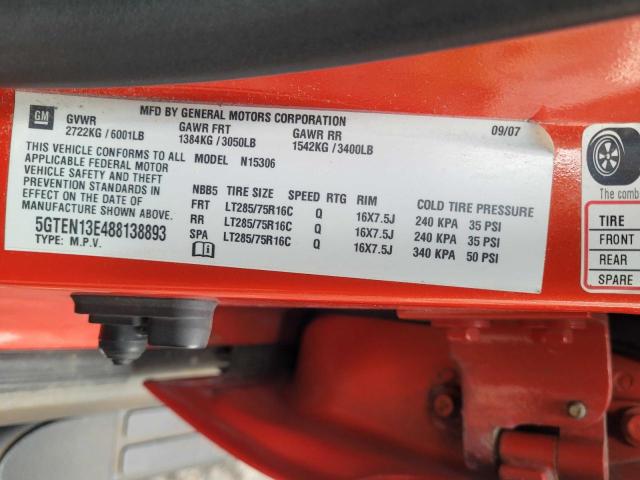 GM
MFD BY GENERAL MOTORS CORPORATION 09/07
GVWR GAWR FRT GAWR RR
2722KG / 6001LB 1384KG / 3050LB 1542KG / 3400LB
THIS VEHICLE CONFORMS TO ALL
APPLICABLE FEDERAL MOTOR
VEHICLE SAFETY AND THEFT
PREVENTION STANDARDS IN
EFFECT ON THE DATE OF
MANUFACTURE SHOWN ABOVE.
5GTEN13E488138893
TYPE: M.P.V.
MODEL N15306
NBB5 TIRE SIZE SPEED RTG RIM COLD TIRE PRESSURE
FRT LT285/75R16C Q 16X7.5J 240 KPA 35 PSI
RR LT285/75R16C Q 16X7.5J 240 KPA 35 PSI
SPA LT285/75R16C Q 16X7.5J 340 KPA 50 PSI
i
The comb
TIRE
FRONT
REAR
SPARE